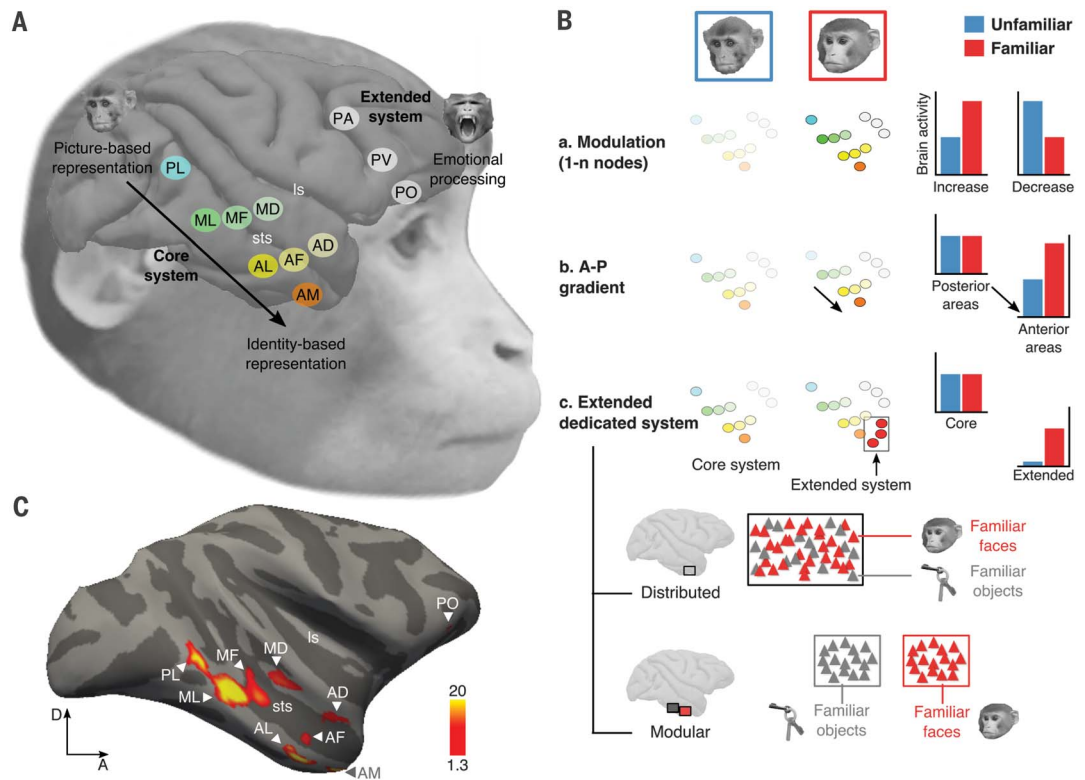 A
Extended
system
PA
Picture-based
representation
PL
PV
Emotional
processing
PO
ls
MD
MF
ML
sts
AD
AF
AL
Core
system
AM
Identity-based
representation
B
Unfamiliar
Familiar
a. Modulation
(1-n nodes)
Brain activity
Increase
Decrease
b. A-P
gradient
Posterior
areas
Anterior
areas
c. Extended
dedicated system
Core
Core system
Extended system
Extended
Distributed
Familiar
faces
Familiar
objects
Modular
Familiar
objects
Familiar
faces
C
PO
ls
MD
MF
PL
ML
sts
AD
AL
AF
AM
D
A
20
1.3